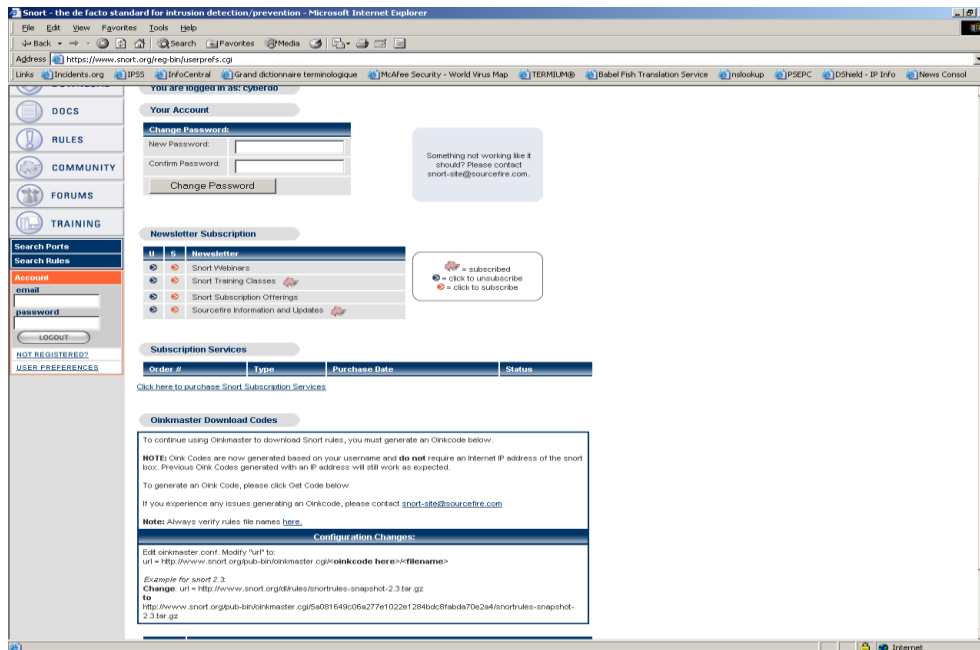 Snort - the de facto standard for intrusion detection/prevention - Microsoft Internet Explorer
File Edit View Favorites Tools Help
Back Search Favorites Media
Address https://www.snort.org/reg-bin/userprefs.cgi
Links Incidents.org IPSS InfoCentral Grand dictionnaire terminologique McAfee Security - World Virus Map TERMIUM® Babel Fish Translation Service nslookup PSEPC DShield - IP Info News Consol
You are logged in as: cyberdo
DOCS
RULES
COMMUNITY
FORUMS
TRAINING
Search Ports
Search Rules
Account
email
password
LOGOUT
NOT REGISTERED?
USER PREFERENCES
Your Account
Change Password:
New Password:
Confirm Password:
Change Password
Something not working like it
should? Please contact
snort-site@sourcefire.com.
Newsletter Subscription
U S Newsletter
Snort Webinars
Snort Training Classes
Snort Subscription Offerings
Sourcefire Information and Updates
= subscribed
= click to unsubscribe
= click to subscribe
Subscription Services
Order # Type Purchase Date Status
Click here to purchase Snort Subscription Services
Oinkmaster Download Codes
To continue using Oinkmaster to download Snort rules, you must generate an Oinkcode below.
NOTE: Oink Codes are now generated based on your username and do not require an Internet IP address of the snort
box. Previous Oink Codes generated with an IP address will still work as expected.
To generate an Oink Code, please click Get Code below
If you experience any issues generating an Oinkcode, please contact snort-site@sourcefire.com
Note: Always verify rules file names here.
Configuration Changes:
Edit oinkmaster.conf. Modify "url" to:
url = http://www.snort.org/pub-bin/oinkmaster.cgi/<oinkcode here>/<filename>
Example for snort 2.3:
Change: url = http://www.snort.org/dl/rules/snortrules-snapshot-2.3.tar.gz
to
http://www.snort.org/pub-bin/oinkmaster.cgi/5a081649c06a277e1022e1284bdc8fabda70e2a4/snortrules-snapshot-
2.3.tar.gz
Internet